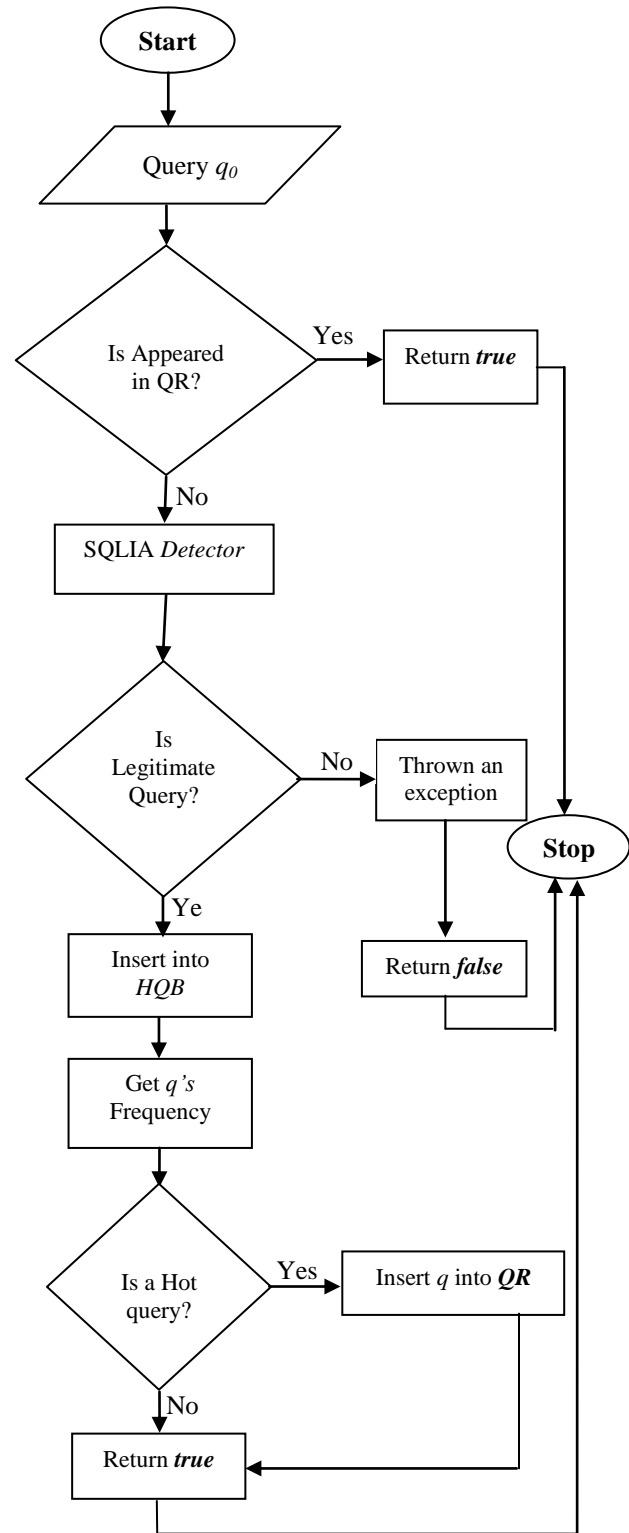 Start
Query q0
Is Appeared
in QR?
Yes
Return true
No
SQLIA Detector
Is
Legitimate
Query?
No
Thrown an
exception
Stop
Ye
Insert into
HQB
Return false
Get q's
Frequency
Is a Hot
query?
Yes
Insert q into QR
No
Return true